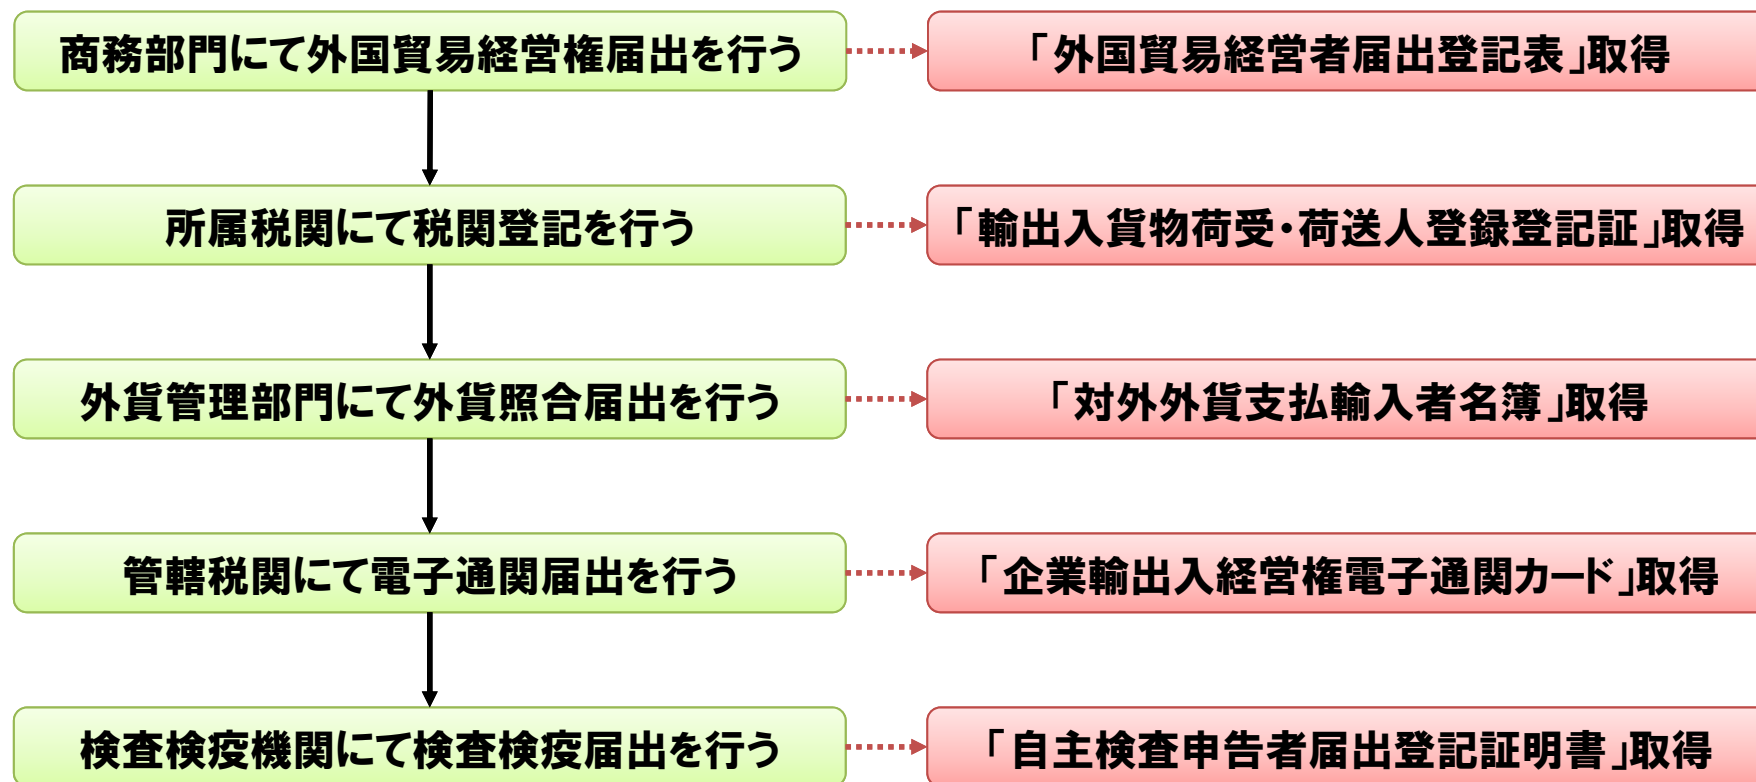 商務部門にて外国貿易経営権届出を行う
「外国貿易経営者届出登記表」取得
所属税関にて税関登記を行う
「輸出入貨物荷受・荷送人登録登記証」取得
外貨管理部門にて外貨照合届出を行う
「対外外貨支払輸入者名簿」取得
管轄税関にて電子通関届出を行う
「企業輸出入経営権電子通関カード」取得
検査検疫機関にて検査検疫届出を行う
「自主検査申告者届出登記証明書」取得